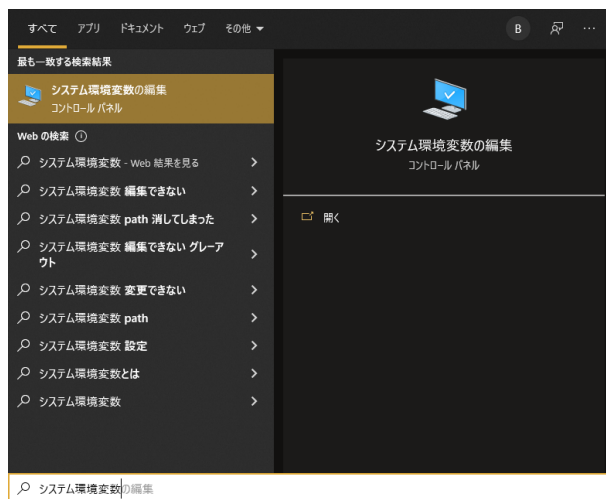 すべて アプリ ドキュメント ウェブ その他 B ...
最も一致する検索結果
システム環境変数の編集
コントロール パネル
Web の検索
システム環境変数 - Web 結果を見る
システム環境変数 編集できない
システム環境変数 path 消してしまった
システム環境変数 編集できない グレーア
ウト
システム環境変数 変更できない
システム環境変数 path
システム環境変数 設定
システム環境変数とは
システム環境変数
システム環境変数の編集
コントロール パネル
開く
システム環境変数の編集